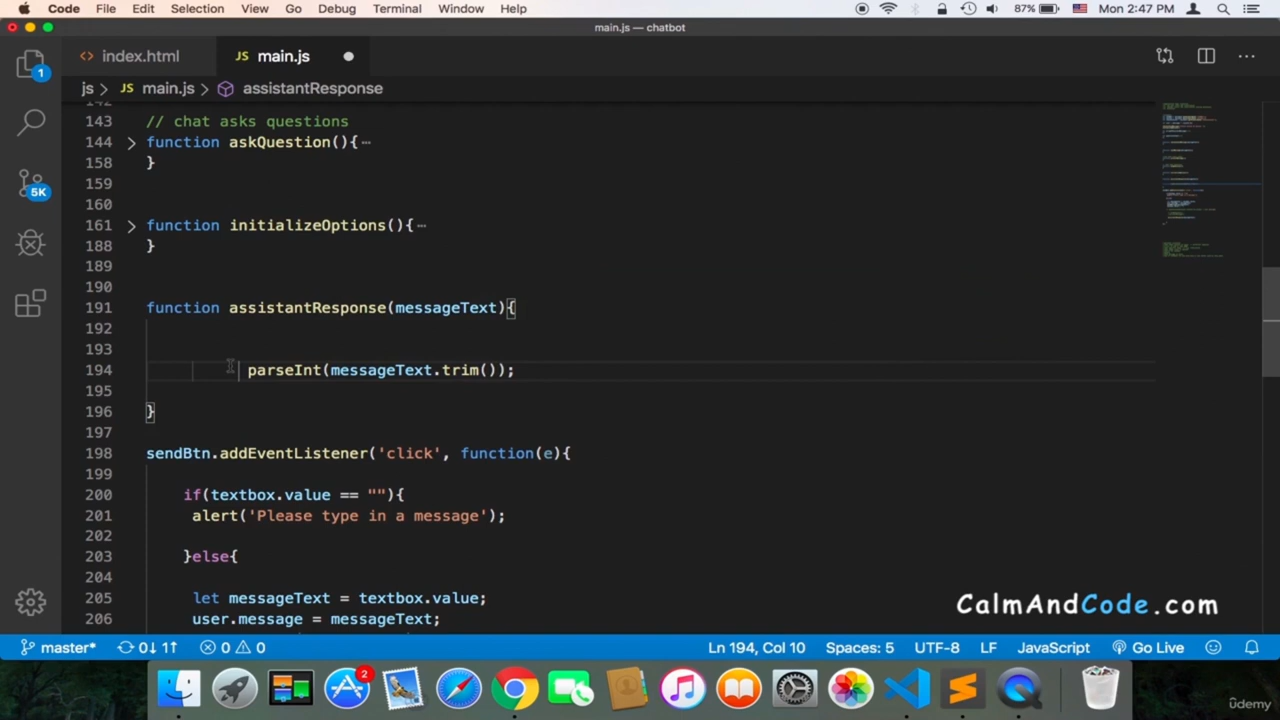 Code File Edit Selection View Go Debug Terminal Window Help 87% Mon 2:47 PM
main.js — chatbot
<> index.html JS main.js
js > JS main.js > assistantResponse
142
143 // chat asks questions
144 > function askQuestion(){⋯
158 }
159
160
161 > function initializeOptions(){⋯
188 }
189
190
191 function assistantResponse(messageText){
192
193
194 parseInt(messageText.trim());
195
196 }
197
198 sendBtn.addEventListener('click', function(e){
199
200 if(textbox.value == ""){
201 alert('Please type in a message');
202
203 }else{
204
205 let messageText = textbox.value;
206 user.message = messageText;
1
5K
CalmAndCode.com
master* 0↓ 1↑ 0 0 Ln 194, Col 10 Spaces: 5 UTF-8 LF JavaScript Go Live
2
ûdemy